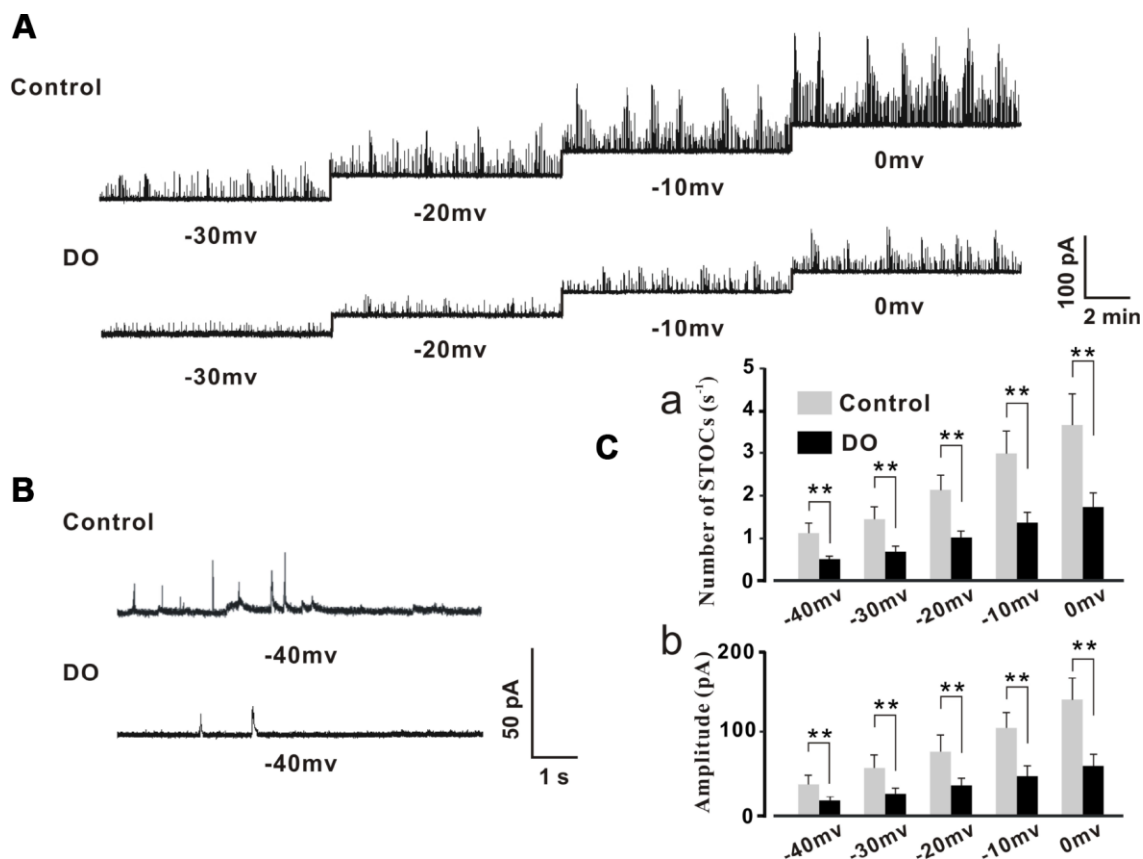 A
Control
-30mv
-20mv
-10mv
0mv
DO
-30mv
-20mv
-10mv
0mv
100 pA
2 min
B
Control
-40mv
DO
-40mv
50 pA
1 s
C
a
Number of STOCs (s⁻¹)
5
4
3
2
1
0
Control
DO
**
**
**
**
**
-40mv
-30mv
-20mv
-10mv
0mv
b
Amplitude (pA)
200
100
0
**
**
**
**
**
-40mv
-30mv
-20mv
-10mv
0mv